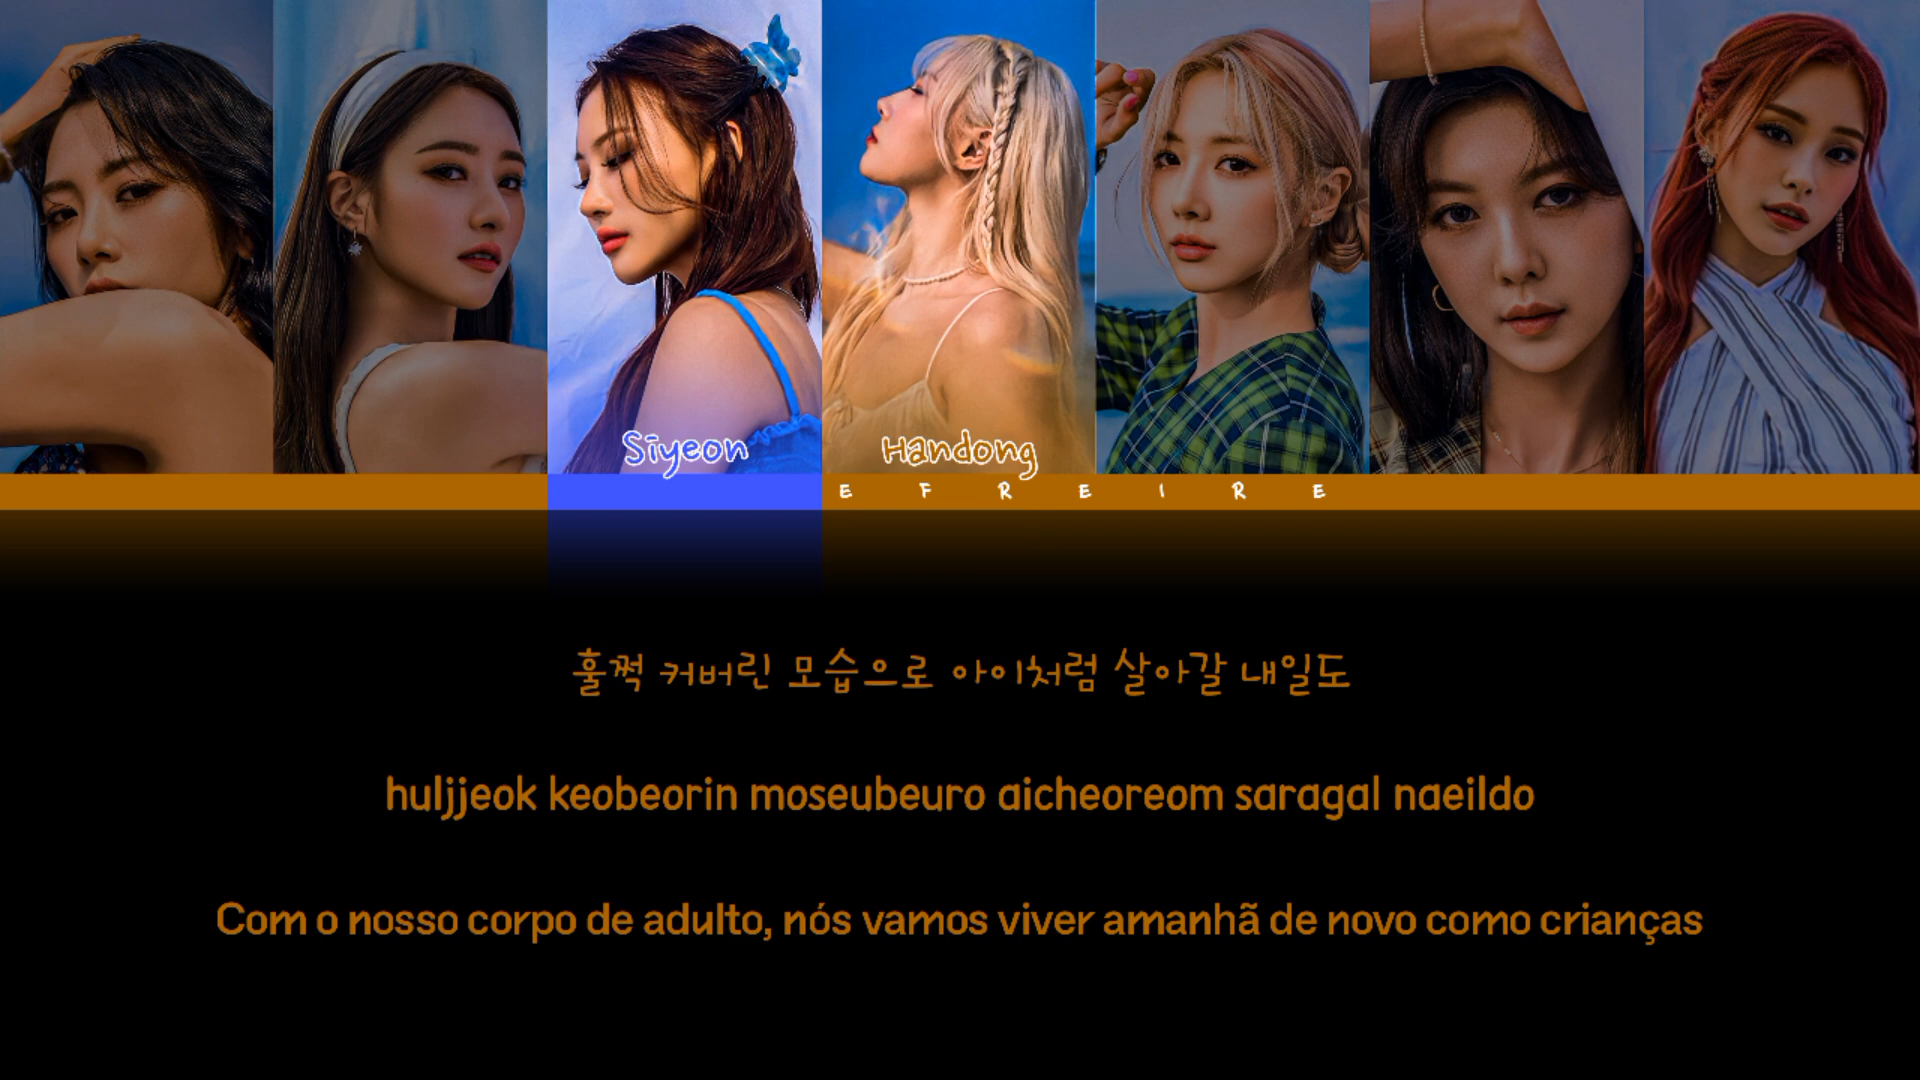 Siyeon
Handong
E F R E I R E
훌쩍 커버린 모습으로 아이처럼 살아갈 내일도
huljjeok keobeorin moseubeuro aicheoreom saragal naeildo
Com o nosso corpo de adulto, nós vamos viver amanhã de novo como crianças